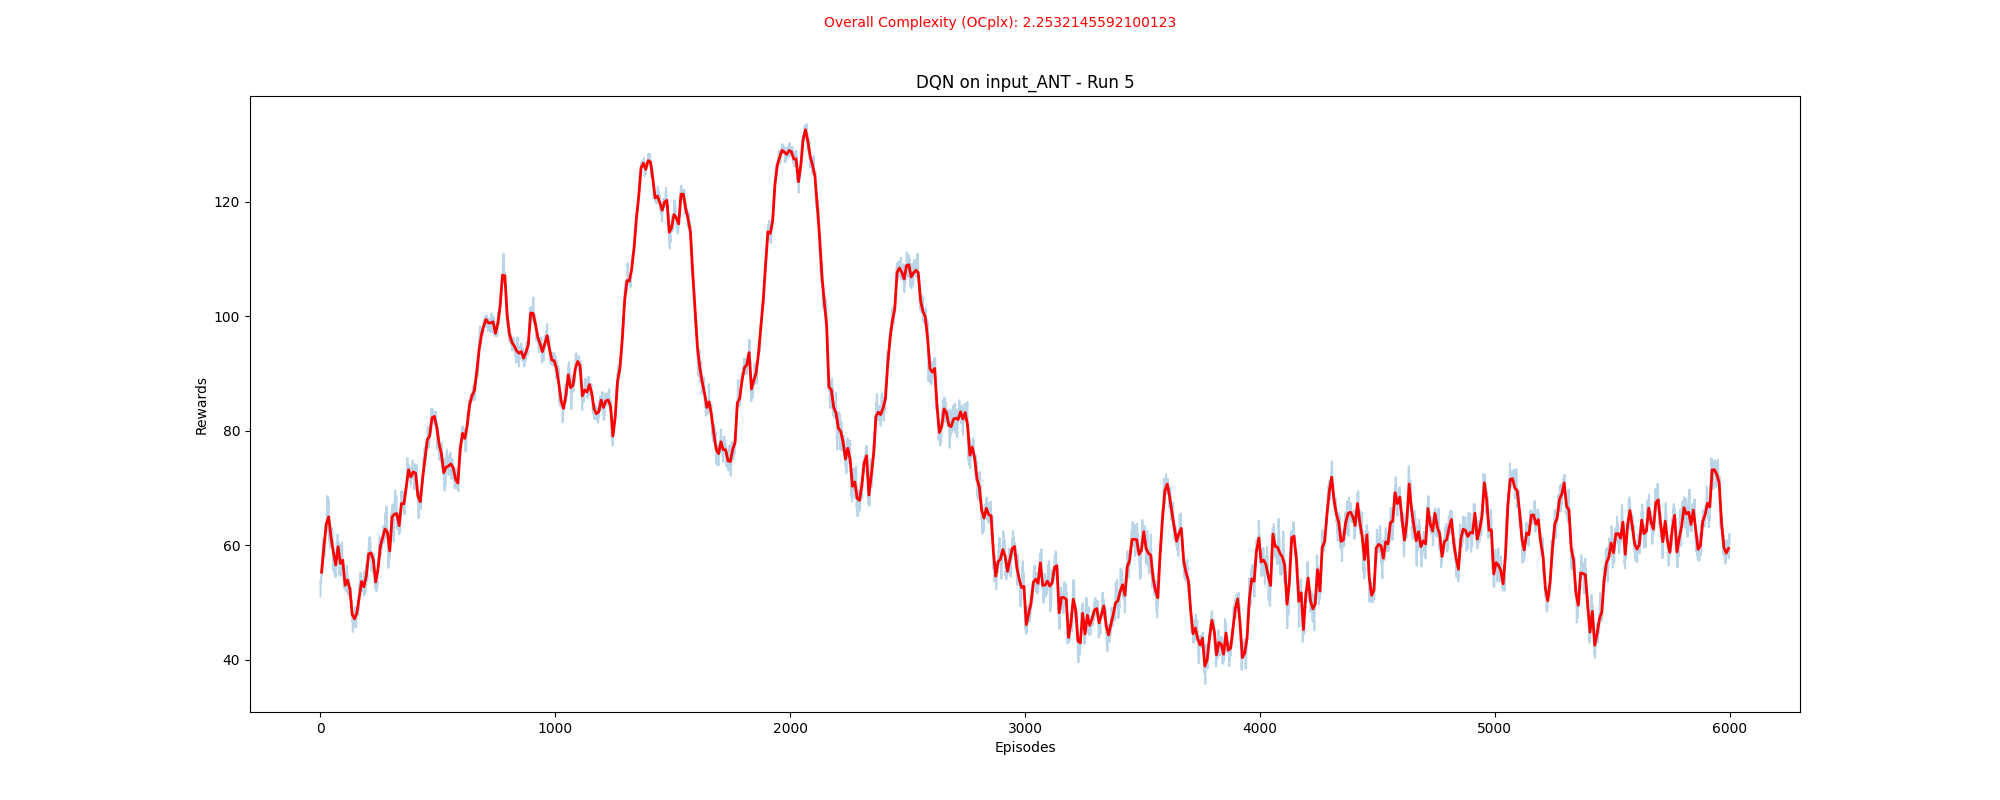 Overall Complexity (OCplx): 2.2532145592100123
DQN on input_ANT - Run 5
120
100
80
60
40
Rewards
0 1000 2000 3000 4000 5000 6000
Episodes